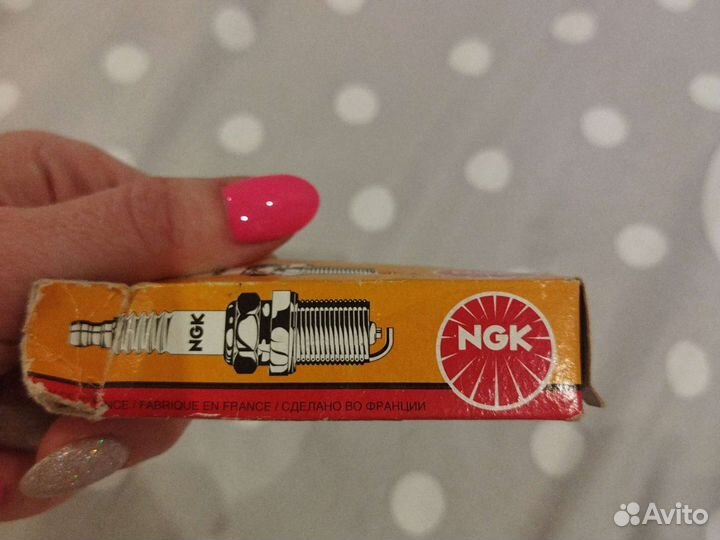 NGK
NGK
CE / FABRIQUE EN FRANCE / СДЕЛАНО ВО ФРАНЦИИ
Avito